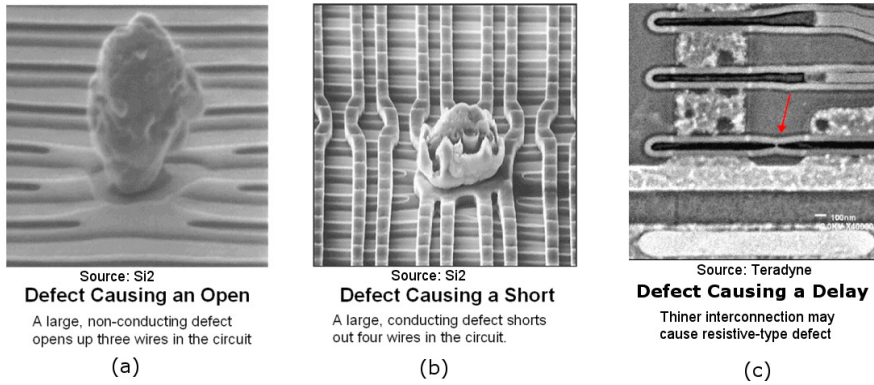 Source: Si2
Defect Causing an Open
A large, non-conducting defect
opens up three wires in the circuit
(a)
Source: Si2
Defect Causing a Short
A large, conducting defect shorts
out four wires in the circuit.
(b)
100nm
Source: Teradyne
Defect Causing a Delay
Thiner interconnection may
cause resistive-type defect
(c)